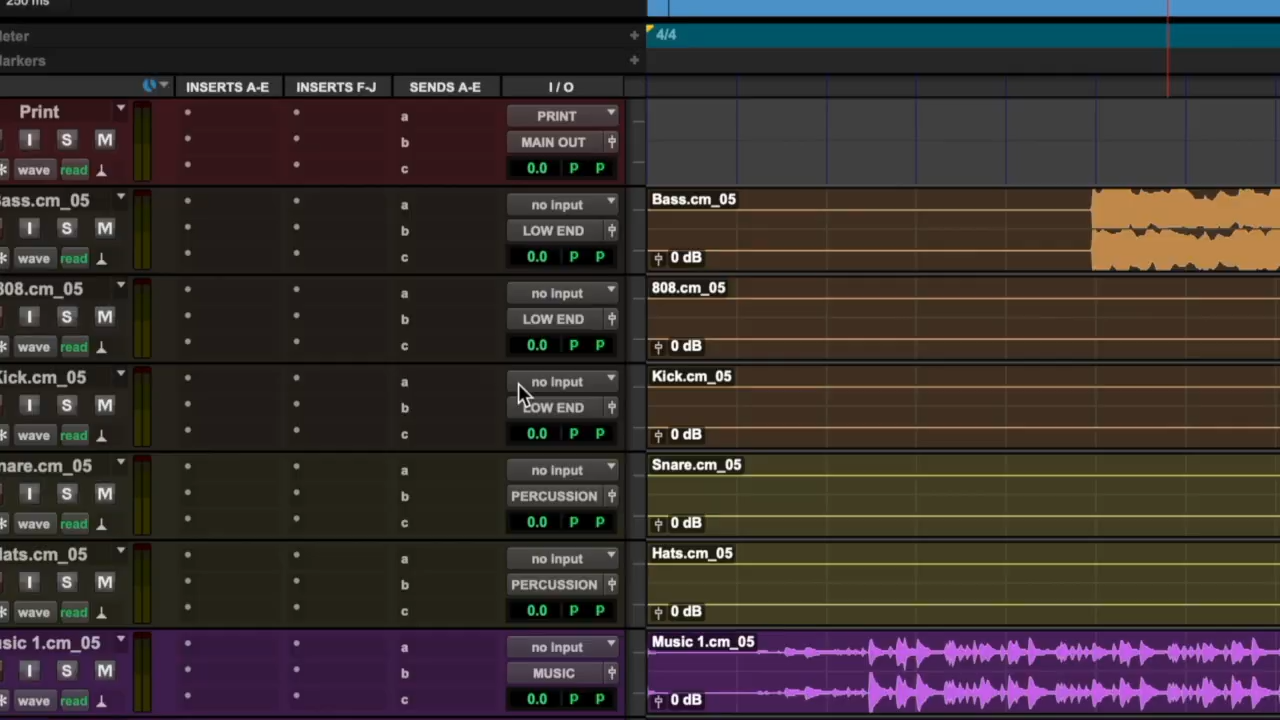 250 ms
leter
4/4
larkers
INSERTS A-E INSERTS F-J SENDS A-E I / O
Print
a PRINT
I S M b MAIN OUT
wave read c 0.0 P P
Bass.cm_05 a no input Bass.cm_05
I S M b LOW END
wave read c 0.0 P P 0 dB
808.cm_05 a no input 808.cm_05
I S M b LOW END
wave read c 0.0 P P 0 dB
Kick.cm_05 a no input Kick.cm_05
I S M b LOW END
wave read c 0.0 P P 0 dB
nare.cm_05 a no input Snare.cm_05
I S M b PERCUSSION
wave read c 0.0 P P 0 dB
lats.cm_05 a no input Hats.cm_05
I S M b PERCUSSION
wave read c 0.0 P P 0 dB
usic 1.cm_05 a no input Music 1.cm_05
I S M b MUSIC
wave read c 0.0 P P 0 dB